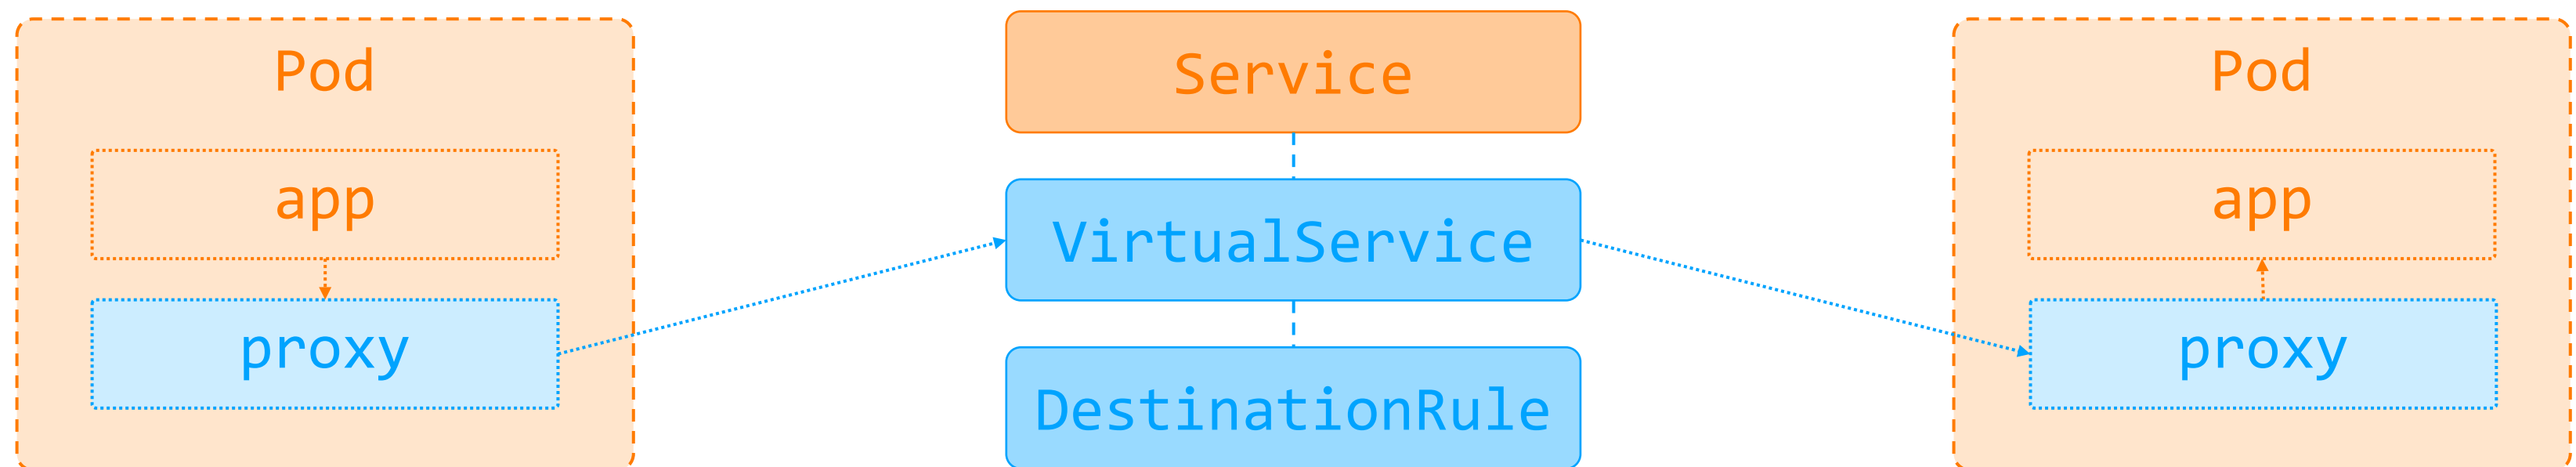 Pod
app
proxy
Service
VirtualService
DestinationRule
Pod
app
proxy